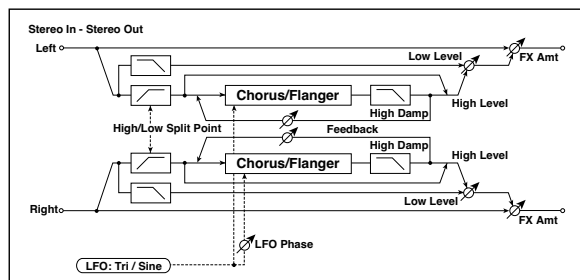 Stereo In - Stereo Out
Left
Low Level
FX Amt
Chorus/Flanger
High Level
High Damp
High/Low Split Point
Feedback
High Damp
Chorus/Flanger
High Level
Low Level
Right
FX Amt
LFO Phase
LFO: Tri / Sine